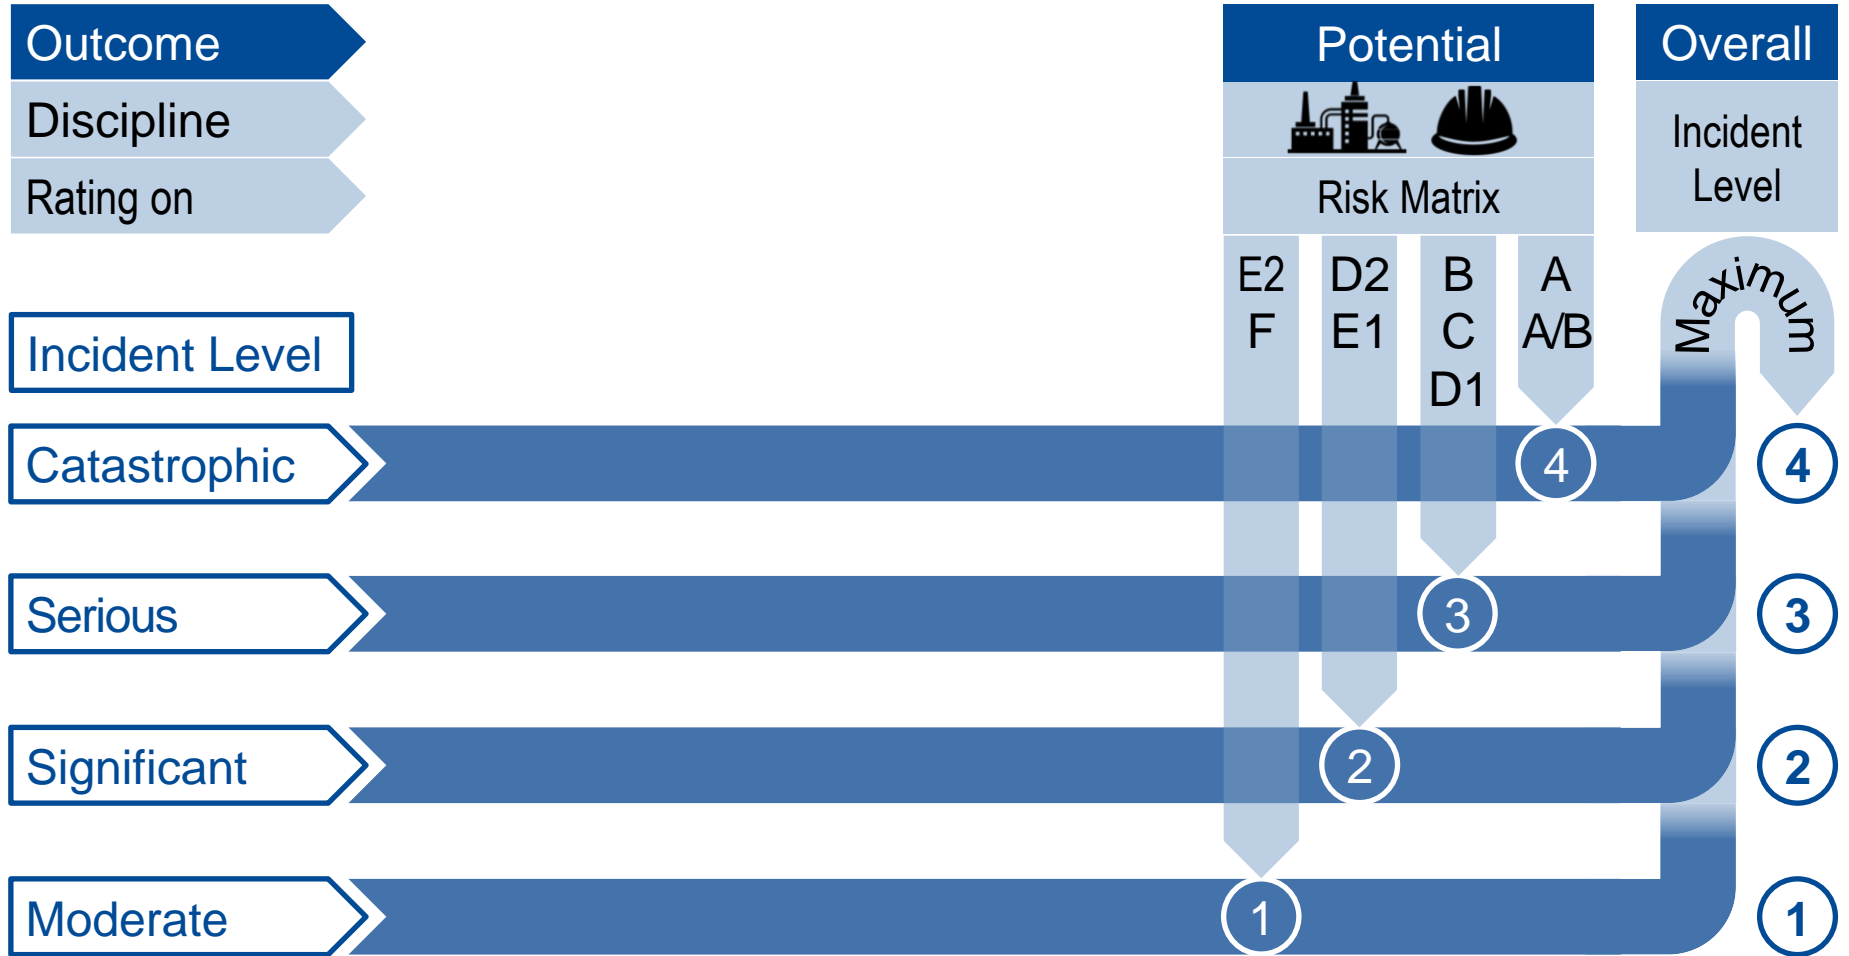 Outcome
Potential
Overall
Discipline
Incident
Level
Rating on
Risk Matrix
E2
F
D2
E1
B
C
D1
A
A/B
Maximum
Incident Level
Catastrophic
4
4
Serious
3
3
Significant
2
2
Moderate
1
1